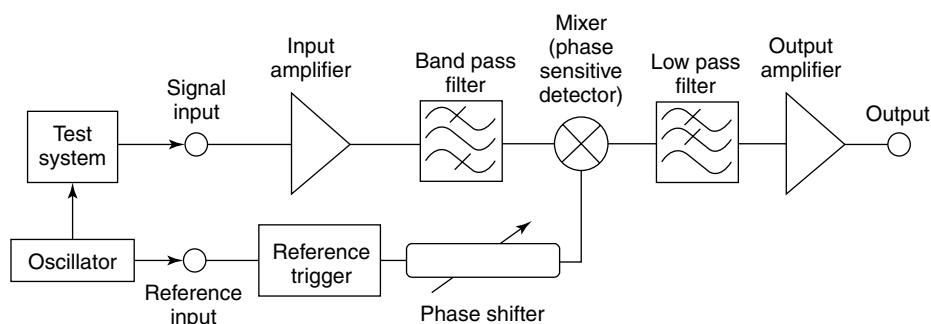 Test
system
Signal
input
Input
amplifier
Band pass
filter
Mixer
(phase
sensitive
detector)
Low pass
filter
Output
amplifier
Output
Oscillator
Reference
input
Reference
trigger
Phase shifter